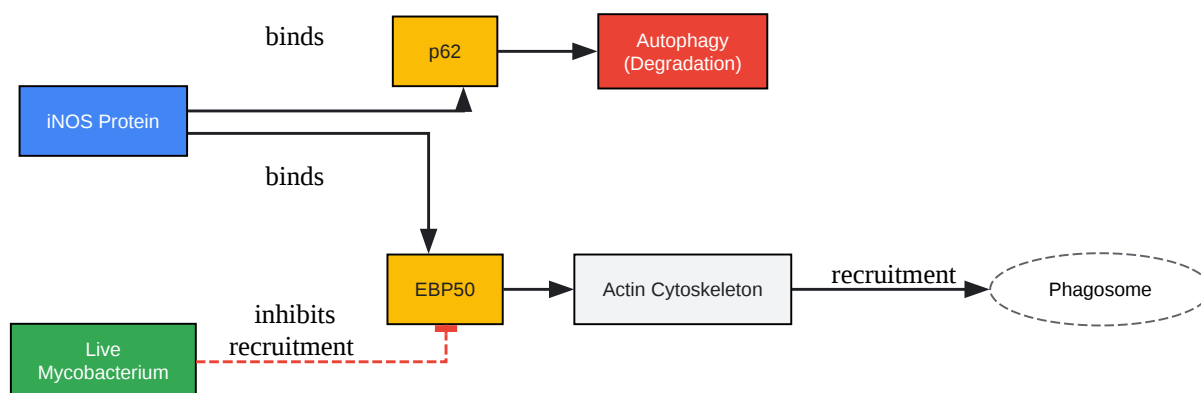 binds
p62
Autophagy
(Degradation)
iNOS Protein
binds
EBP50
Actin Cytoskeleton
recruitment
Phagosome
inhibits
recruitment
Live
Mycobacterium